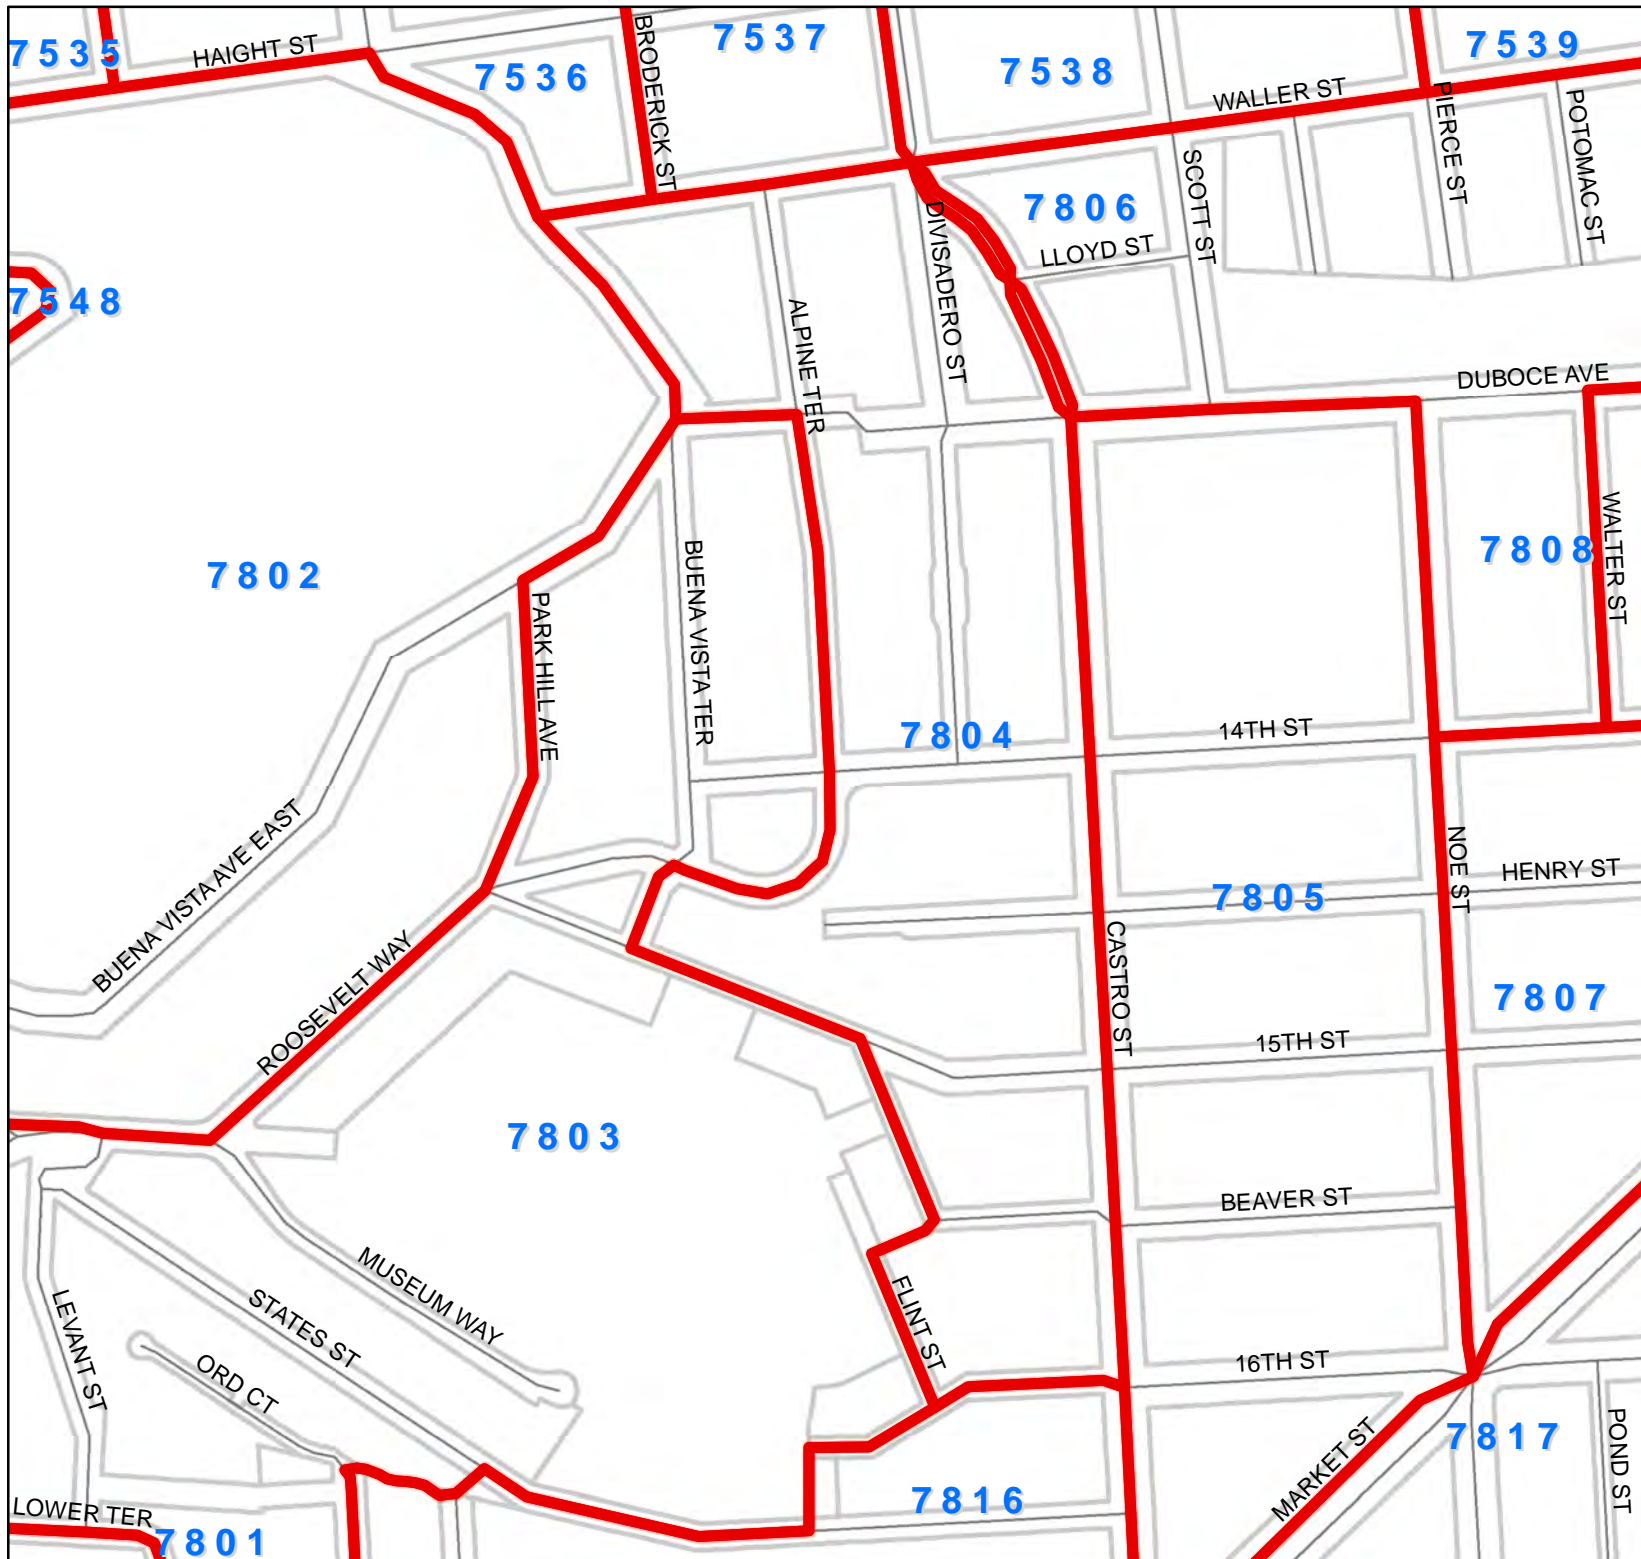 7535
HAIGHT ST
7536
BRODERICK ST
7537
7538
WALLER ST
7539
PIERCE ST
POTOMAC ST
7806
SCOTT ST
LLOYD ST
DIVISADERO ST
7548
ALPINE TER
DUBOCE AVE
7802
7808
WALTER ST
BUENA VISTA TER
PARK HILL AVE
7804
14TH ST
BUENA VISTA AVE EAST
NOE ST
HENRY ST
7805
ROOSEVELT WAY
CASTRO ST
7807
15TH ST
7803
BEAVER ST
LEVANT ST
STATES ST
MUSEUM WAY
FLINT ST
ORD CT
16TH ST
MARKET ST
7817
POND ST
7816
LOWER TER
7801